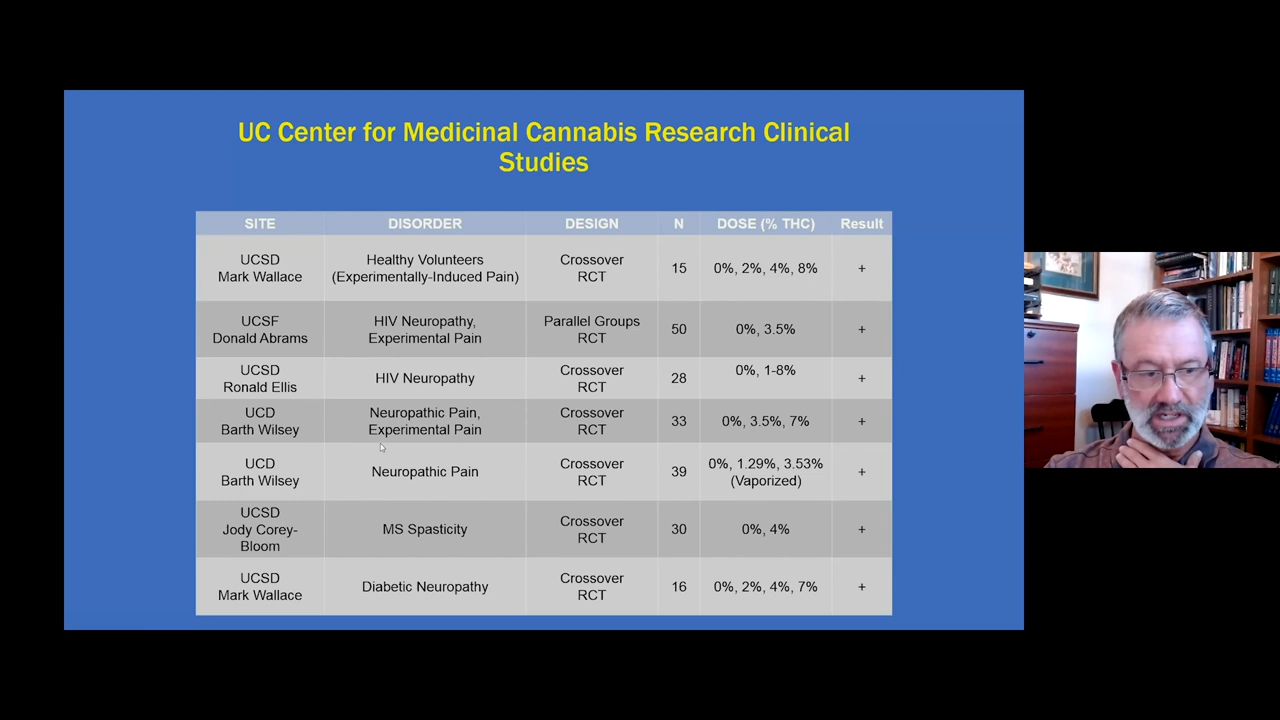 UC Center for Medicinal Cannabis Research Clinical
Studies
SITE DISORDER DESIGN N DOSE (% THC) Result
UCSD
Mark Wallace
Healthy Volunteers
(Experimentally-Induced Pain)
Crossover
RCT
15
0%, 2%, 4%, 8%
+
UCSF
Donald Abrams
HIV Neuropathy,
Experimental Pain
Parallel Groups
RCT
50
0%, 3.5%
+
UCSD
Ronald Ellis
HIV Neuropathy
Crossover
RCT
28
0%, 1-8%
+
UCD
Barth Wilsey
Neuropathic Pain,
Experimental Pain
Crossover
RCT
33
0%, 3.5%, 7%
+
UCD
Barth Wilsey
Neuropathic Pain
Crossover
RCT
39
0%, 1.29%, 3.53%
(Vaporized)
+
UCSD
Jody Corey-
Bloom
MS Spasticity
Crossover
RCT
30
0%, 4%
+
UCSD
Mark Wallace
Diabetic Neuropathy
Crossover
RCT
16
0%, 2%, 4%, 7%
+